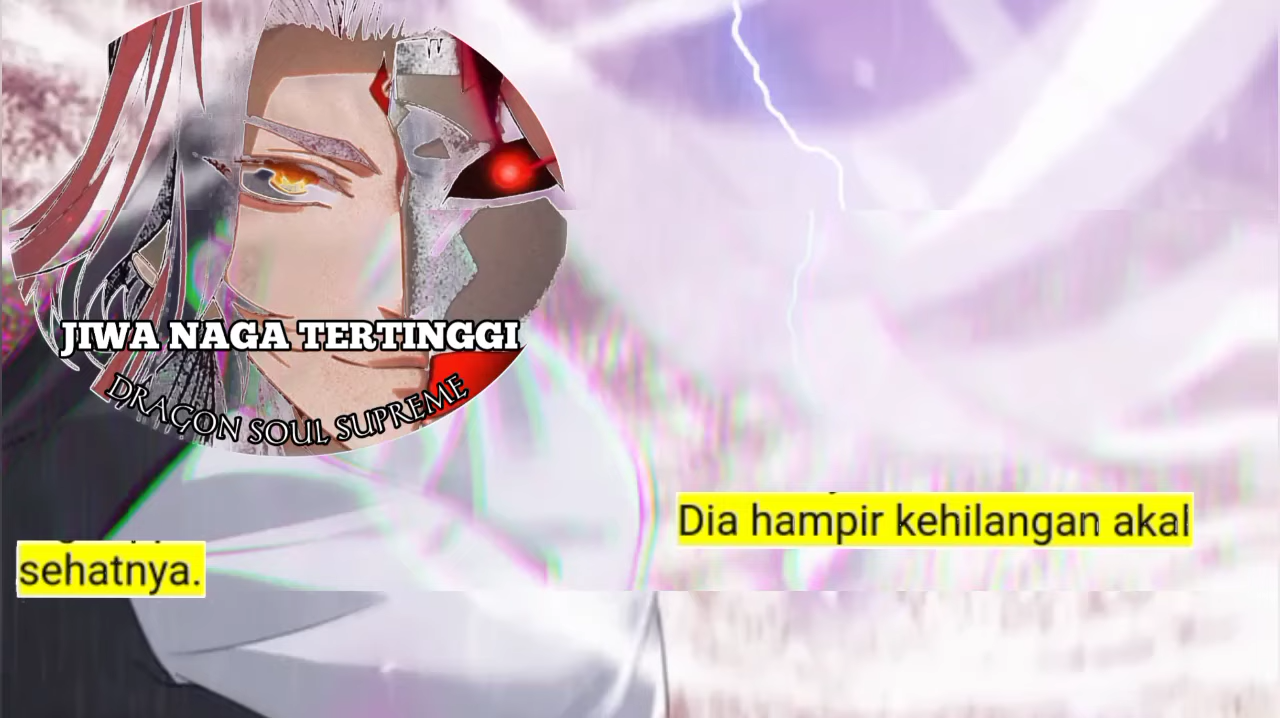 JIWA NAGA TERTINGGI
DRAGON SOUL SUPREME
Dia hampir kehilangan akal
sehatnya.